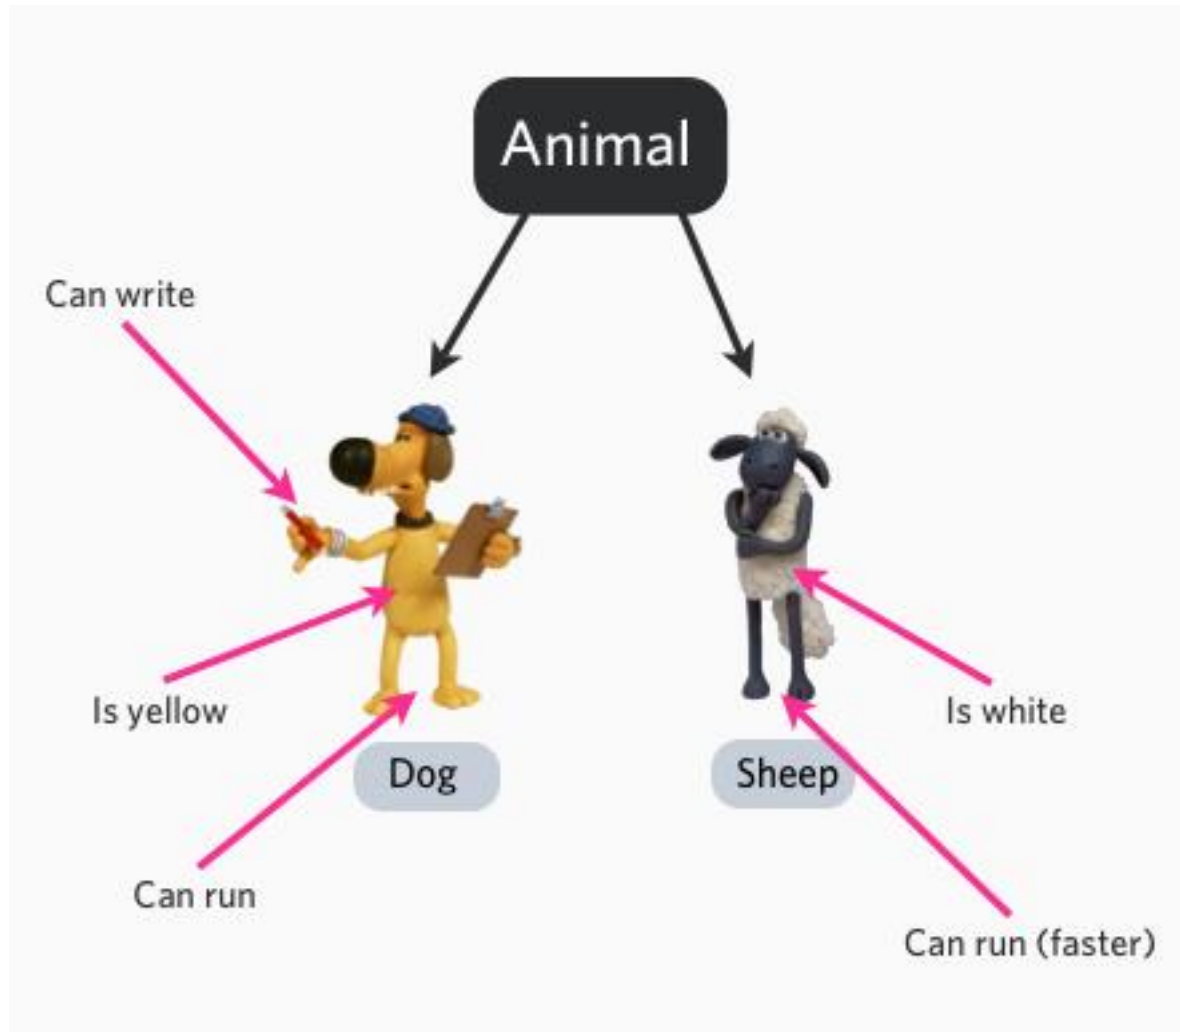 Animal
Can write
Is yellow
Is white
Dog
Sheep
Can run
Can run (faster)